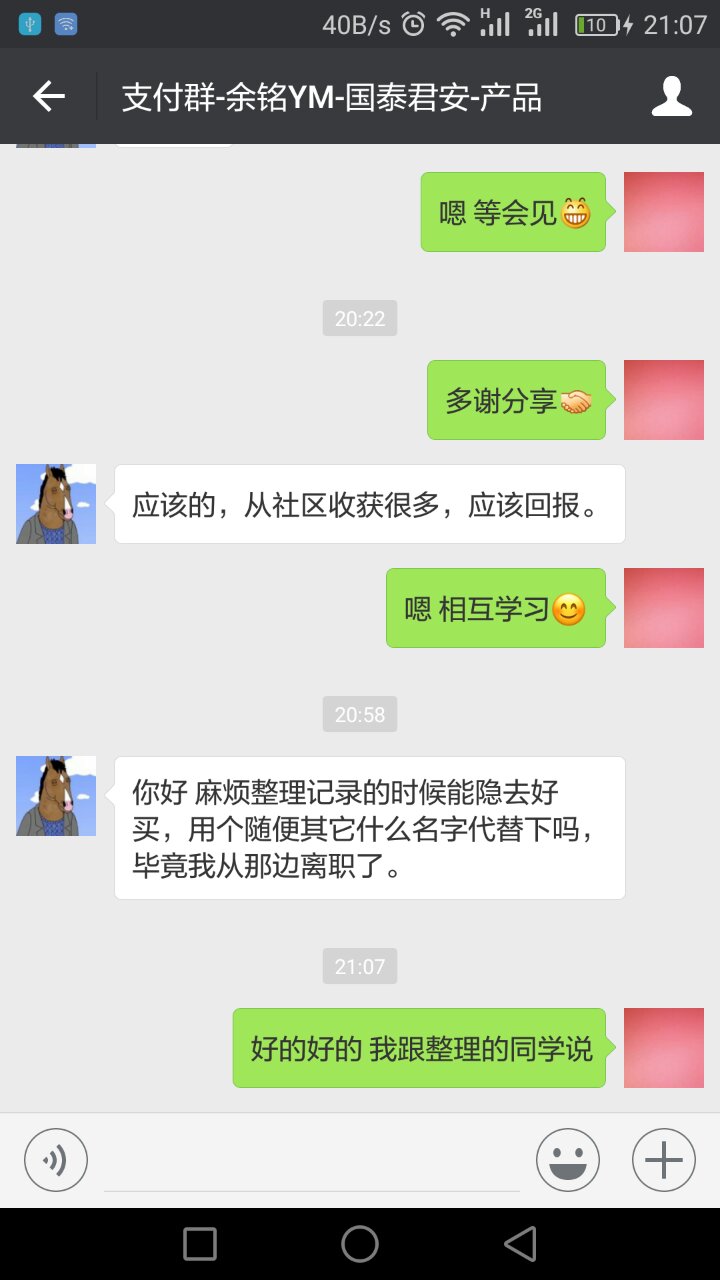 40B/s H 2G 10 21:07
支付群-余铭YM-国泰君安-产品
嗯 等会见😁
20:22
多谢分享🤝
应该的，从社区收获很多，应该回报。
嗯 相互学习😊
20:58
你好 麻烦整理记录的时候能隐去好
买，用个随便其它什么名字代替下吗，
毕竟我从那边离职了。
21:07
好的好的 我跟整理的同学说